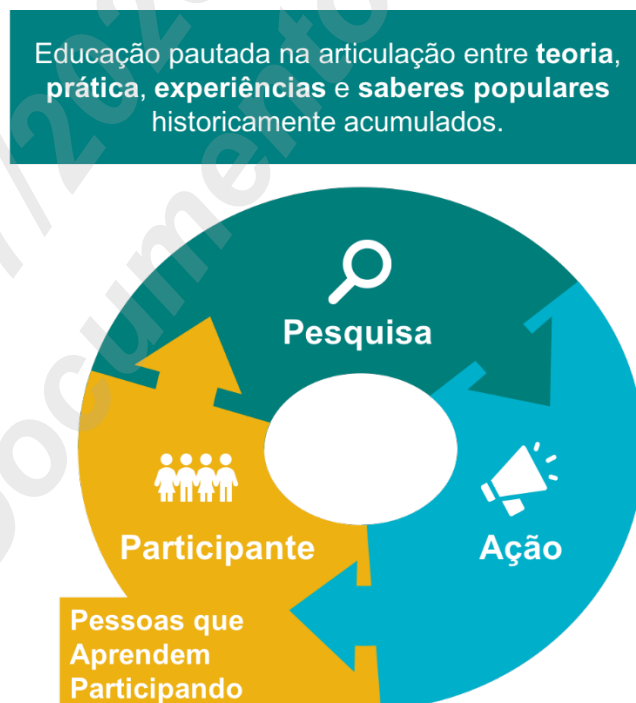 Educação pautada na articulação entre teoria,
prática, experiências e saberes populares
historicamente acumulados.
Pesquisa
Participante
Ação
Pessoas que
Aprendem
Participando